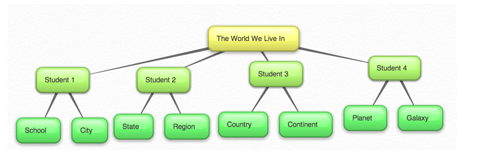 The World We Live In
Student 1
Student 2
Student 3
Student 4
School
City
State
Region
Country
Continent
Planet
Galaxy